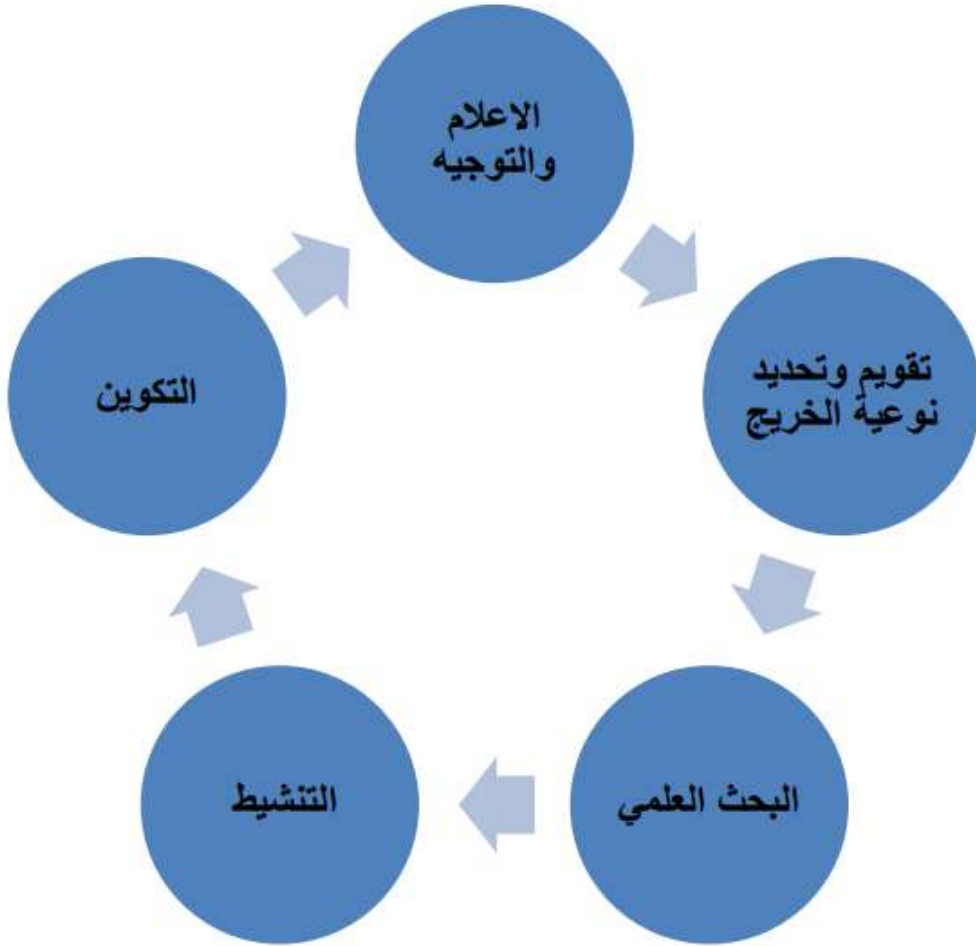 الاعلام
والتوجيه
تقويم وتحديد
نوعية الخريج
البحث العلمي
التنشيط
التكوين